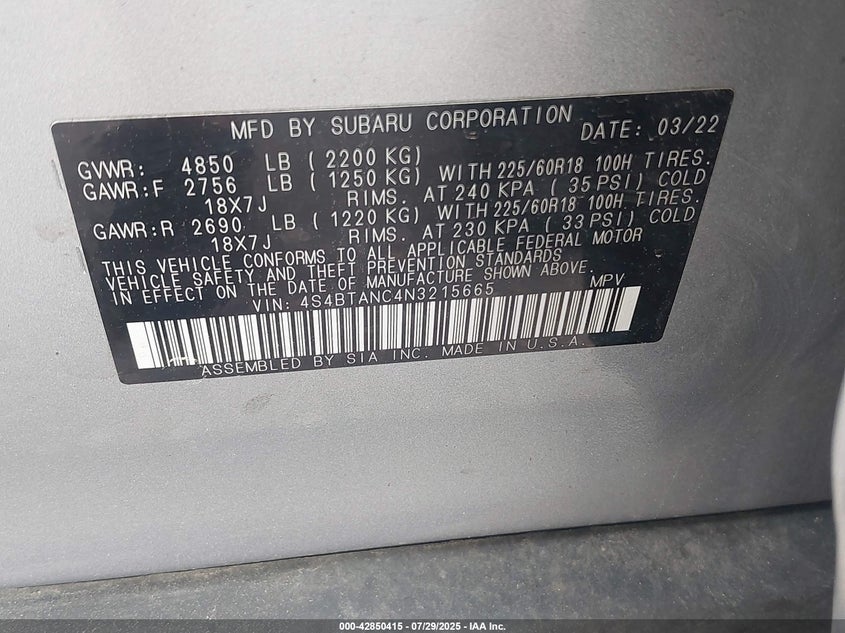 MFD BY SUBARU CORPORATION DATE: 03/22
GVWR: 4850 LB ( 2200 KG)
GAWR:F 2756 LB ( 1250 KG) WITH 225/60R18 100H TIRES.
18X7J RIMS. AT 240 KPA ( 35 PSI) COLD
GAWR:R 2690 LB ( 1220 KG) WITH 225/60R18 100H TIRES.
18X7J RIMS. AT 230 KPA ( 33 PSI) COLD
THIS VEHICLE CONFORMS TO ALL APPLICABLE FEDERAL MOTOR
VEHICLE SAFETY AND THEFT PREVENTION STANDARDS
IN EFFECT ON THE DATE OF MANUFACTURE SHOWN ABOVE.
VIN: 4S4BTANC4N3215665 MPV
ASSEMBLED BY SIA INC. MADE IN U.S.A.
000-42850415 - 07/29/2025 - IAA Inc.